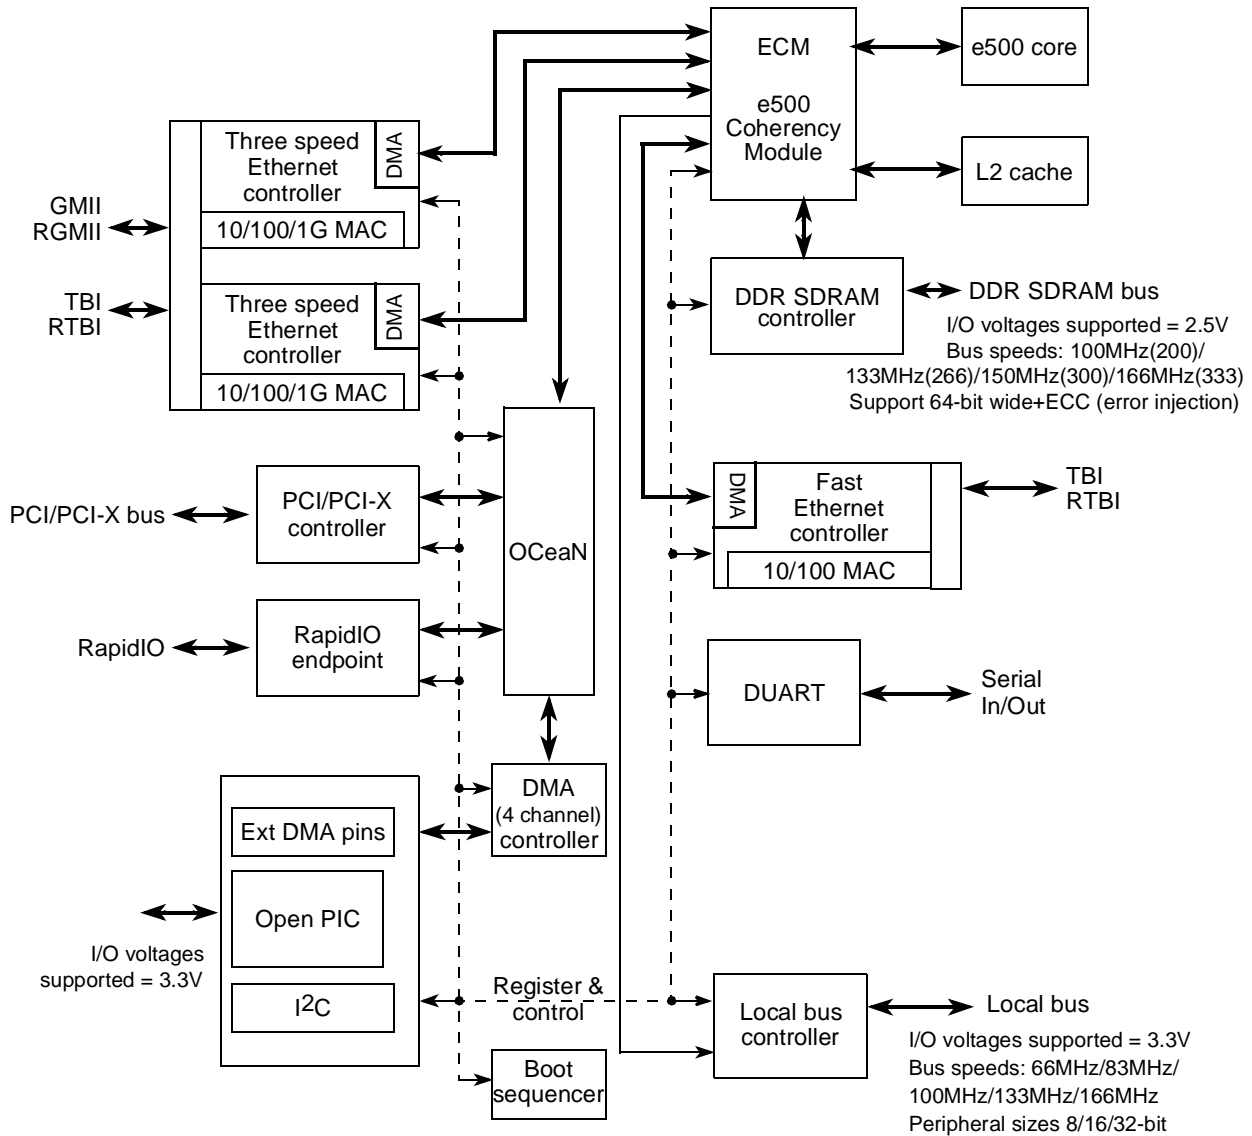 ECM
e500
Coherency
Module
e500 core
L2 cache
Three speed
Ethernet
controller
DMA
10/100/1G MAC
GMII
RGMII
TBI
RTBI
Three speed
Ethernet
controller
DMA
10/100/1G MAC
DDR SDRAM
controller
DDR SDRAM bus
I/O voltages supported = 2.5V
Bus speeds: 100MHz(200)/
133MHz(266)/150MHz(300)/166MHz(333)
Support 64-bit wide+ECC (error injection)
PCI/PCI-X bus
PCI/PCI-X
controller
OCeaN
DMA
Fast
Ethernet
controller
10/100 MAC
TBI
RTBI
RapidIO
RapidIO
endpoint
DUART
Serial
In/Out
DMA
(4 channel)
controller
Ext DMA pins
Open PIC
I2C
I/O voltages
supported = 3.3V
Register &
control
Boot
sequencer
Local bus
controller
Local bus
I/O voltages supported = 3.3V
Bus speeds: 66MHz/83MHz/
100MHz/133MHz/166MHz
Peripheral sizes 8/16/32-bit